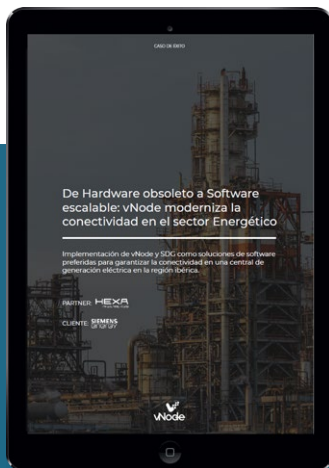 CASO DE ÉXITO
De Hardware obsoleto a Software
escalable: vNode moderniza la
conectividad en el sector Energético
Implementación de vNode y SDG como soluciones de software
preferidas para garantizar la conectividad en una central de
generación eléctrica en la región ibérica.
PARTNER: HEXA
CLIENTE: SIEMENS
vNode